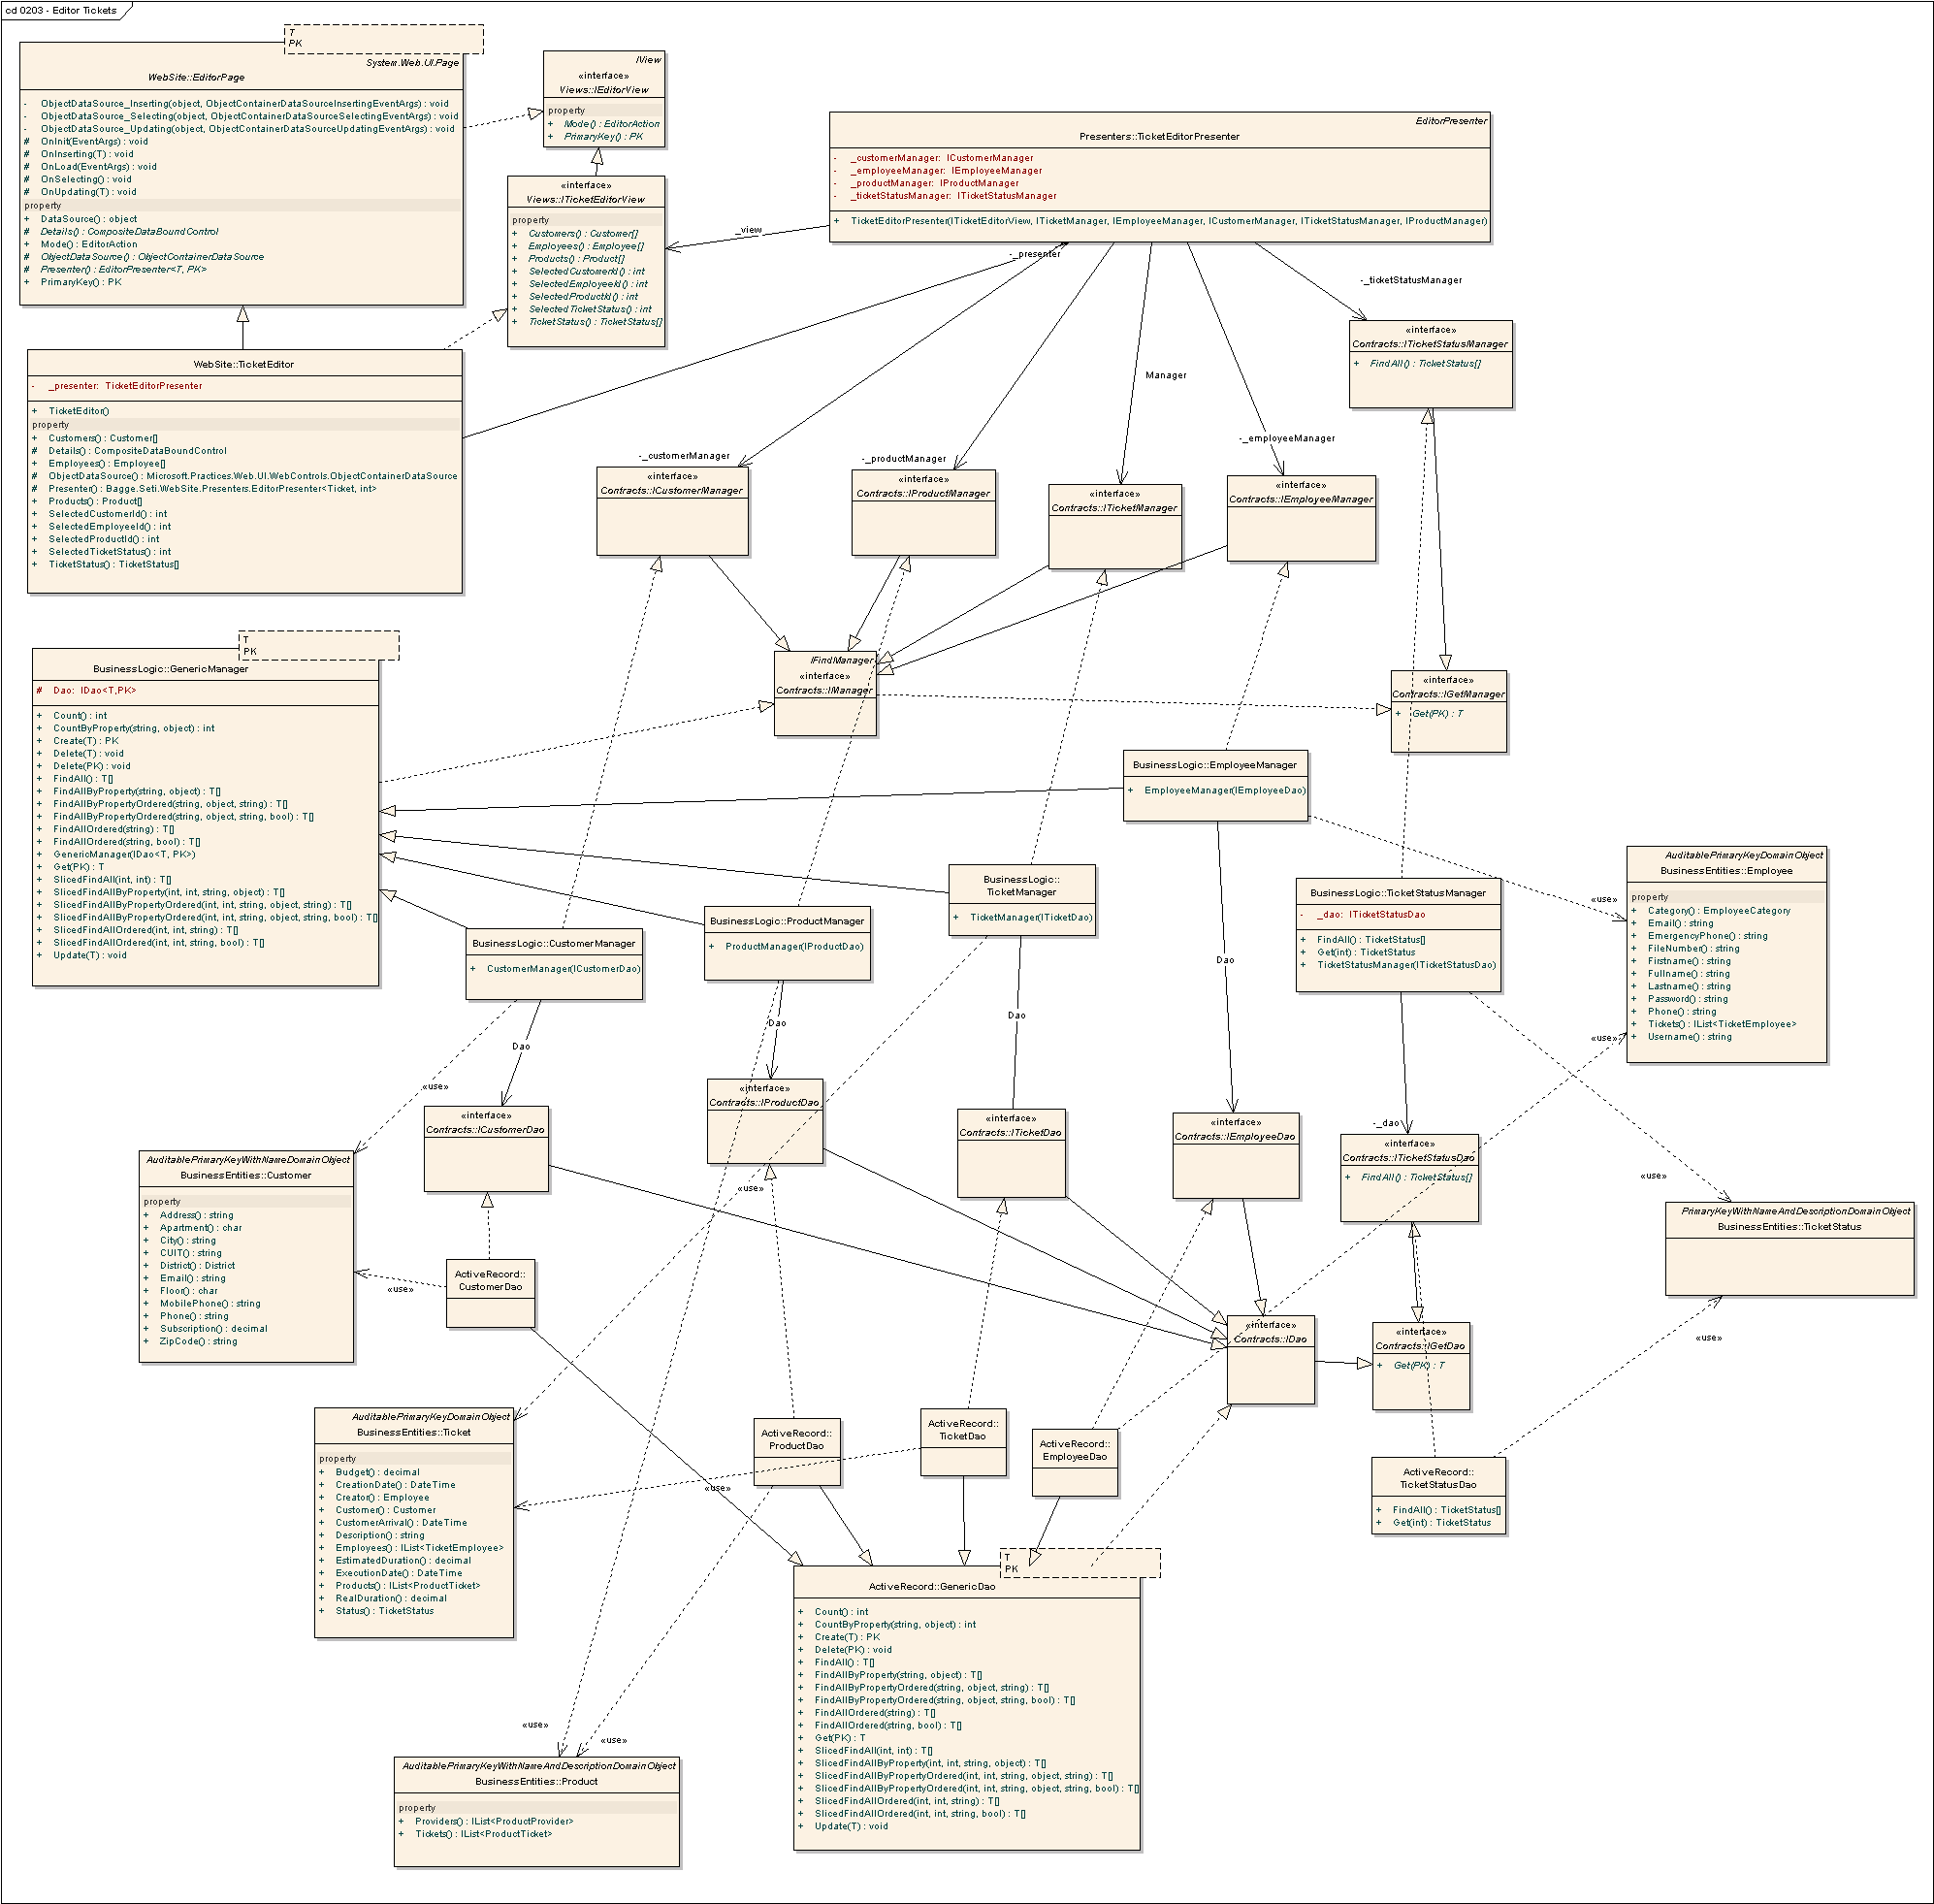 cd 0203 - Editor Tickets
T
PK
System.Web.UI.Page
WebSite::EditorPage
- ObjectDataSource_Inserting(object, ObjectContainerDataSourceInsertingEventArgs) : void
- ObjectDataSource_Selecting(object, ObjectContainerDataSourceSelectingEventArgs) : void
- ObjectDataSource_Updating(object, ObjectContainerDataSourceUpdatingEventArgs) : void
# OnInit(EventArgs) : void
# OnInserting(T) : void
# OnLoad(EventArgs) : void
# OnSelecting() : void
# OnUpdating(T) : void
property
+ DataSource() : object
# Details() : CompositeDataBoundControl
+ Mode() : EditorAction
# ObjectDataSource() : ObjectContainerDataSource
# Presenter() : EditorPresenter<T, PK>
+ PrimaryKey() : PK
IView
«interface»
Views::IEditorView
property
+ Mode() : EditorAction
+ PrimaryKey() : PK
«interface»
Views::ITicketEditorView
property
+ Customers() : Customer[]
+ Employees() : Employee[]
+ Products() : Product[]
+ SelectedCustomerId() : int
+ SelectedEmployeeId() : int
+ SelectedProductId() : int
+ SelectedTicketStatus() : int
+ TicketStatus() : TicketStatus[]
EditorPresenter
Presenters::TicketEditorPresenter
- _customerManager: ICustomerManager
- _employeeManager: IEmployeeManager
- _productManager: IProductManager
- _ticketStatusManager: ITicketStatusManager
+ TicketEditorPresenter(ITicketEditorView, ITicketManager, IEmployeeManager, ICustomerManager, ITicketStatusManager, IProductManager)
_view
-_presenter
-_ticketStatusManager
Manager
-_employeeManager
-_customerManager
-_productManager
WebSite::TicketEditor
- _presenter: TicketEditorPresenter
+ TicketEditor()
property
+ Customers() : Customer[]
# Details() : CompositeDataBoundControl
+ Employees() : Employee[]
# ObjectDataSource() : Microsoft.Practices.Web.UI.WebControls.ObjectContainerDataSource
# Presenter() : Bagge.Seti.WebSite.Presenters.EditorPresenter<Ticket, int>
+ Products() : Product[]
+ SelectedCustomerId() : int
+ SelectedEmployeeId() : int
+ SelectedProductId() : int
+ SelectedTicketStatus() : int
+ TicketStatus() : TicketStatus[]
«interface»
Contracts::ITicketStatusManager
+ FindAll() : TicketStatus[]
«interface»
Contracts::ICustomerManager
«interface»
Contracts::IProductManager
«interface»
Contracts::ITicketManager
«interface»
Contracts::IEmployeeManager
IFindManager
«interface»
Contracts::IManager
«interface»
Contracts::IGetManager
+ Get(PK) : T
T
PK
BusinessLogic::GenericManager
# Dao: IDao<T,PK>
+ Count() : int
+ CountByProperty(string, object) : int
+ Create(T) : PK
+ Delete(T) : void
+ Delete(PK) : void
+ FindAll() : T[]
+ FindAllByProperty(string, object) : T[]
+ FindAllByPropertyOrdered(string, object, string) : T[]
+ FindAllByPropertyOrdered(string, object, string, bool) : T[]
+ FindAllOrdered(string) : T[]
+ FindAllOrdered(string, bool) : T[]
+ GenericManager(IDao<T, PK>)
+ Get(PK) : T
+ SlicedFindAll(int, int) : T[]
+ SlicedFindAllByProperty(int, int, string, object) : T[]
+ SlicedFindAllByPropertyOrdered(int, int, string, object, string) : T[]
+ SlicedFindAllByPropertyOrdered(int, int, string, object, string, bool) : T[]
+ SlicedFindAllOrdered(int, int, string) : T[]
+ SlicedFindAllOrdered(int, int, string, bool) : T[]
+ Update(T) : void
BusinessLogic::EmployeeManager
+ EmployeeManager(IEmployeeDao)
BusinessLogic::
TicketManager
+ TicketManager(ITicketDao)
BusinessLogic::ProductManager
+ ProductManager(IProductDao)
BusinessLogic::CustomerManager
+ CustomerManager(ICustomerDao)
BusinessLogic::TicketStatusManager
- _dao: ITicketStatusDao
+ FindAll() : TicketStatus[]
+ Get(int) : TicketStatus
+ TicketStatusManager(ITicketStatusDao)
AuditablePrimaryKeyDomainObject
BusinessEntities::Employee
property
+ Category() : EmployeeCategory
+ Email() : string
+ EmergencyPhone() : string
+ FileNumber() : string
+ Firstname() : string
+ Fullname() : string
+ Lastname() : string
+ Password() : string
+ Phone() : string
+ Tickets() : IList<TicketEmployee>
+ Username() : string
«use»
«use»
Dao
Dao
Dao
Dao
-_dao
«use»
«use»
«use»
«interface»
Contracts::ICustomerDao
«interface»
Contracts::IProductDao
«interface»
Contracts::ITicketDao
«interface»
Contracts::IEmployeeDao
«interface»
Contracts::ITicketStatusDao
+ FindAll() : TicketStatus[]
AuditablePrimaryKeyWithNameDomainObject
BusinessEntities::Customer
property
+ Address() : string
+ Apartment() : char
+ City() : string
+ CUIT() : string
+ District() : District
+ Email() : string
+ Floor() : char
+ MobilePhone() : string
+ Phone() : string
+ Subscription() : decimal
+ ZipCode() : string
PrimaryKeyWithNameAndDescriptionDomainObject
BusinessEntities::TicketStatus
ActiveRecord::
CustomerDao
«use»
«interface»
Contracts::IDao
«interface»
Contracts::IGetDao
+ Get(PK) : T
«use»
AuditablePrimaryKeyDomainObject
BusinessEntities::Ticket
property
+ Budget() : decimal
+ CreationDate() : DateTime
+ Creator() : Employee
+ Customer() : Customer
+ CustomerArrival() : DateTime
+ Description() : string
+ Employees() : IList<TicketEmployee>
+ EstimatedDuration() : decimal
+ ExecutionDate() : DateTime
+ Products() : IList<ProductTicket>
+ RealDuration() : decimal
+ Status() : TicketStatus
ActiveRecord::
ProductDao
ActiveRecord::
TicketDao
ActiveRecord::
EmployeeDao
ActiveRecord::
TicketStatusDao
+ FindAll() : TicketStatus[]
+ Get(int) : TicketStatus
«use»
T
PK
ActiveRecord::GenericDao
+ Count() : int
+ CountByProperty(string, object) : int
+ Create(T) : PK
+ Delete(PK) : void
+ FindAll() : T[]
+ FindAllByProperty(string, object) : T[]
+ FindAllByPropertyOrdered(string, object, string) : T[]
+ FindAllByPropertyOrdered(string, object, string, bool) : T[]
+ FindAllOrdered(string) : T[]
+ FindAllOrdered(string, bool) : T[]
+ Get(PK) : T
+ SlicedFindAll(int, int) : T[]
+ SlicedFindAllByProperty(int, int, string, object) : T[]
+ SlicedFindAllByPropertyOrdered(int, int, string, object, string) : T[]
+ SlicedFindAllByPropertyOrdered(int, int, string, object, string, bool) : T[]
+ SlicedFindAllOrdered(int, int, string) : T[]
+ SlicedFindAllOrdered(int, int, string, bool) : T[]
+ Update(T) : void
«use»
«use»
AuditablePrimaryKeyWithNameAndDescriptionDomainObject
BusinessEntities::Product
property
+ Providers() : IList<ProductProvider>
+ Tickets() : IList<ProductTicket>